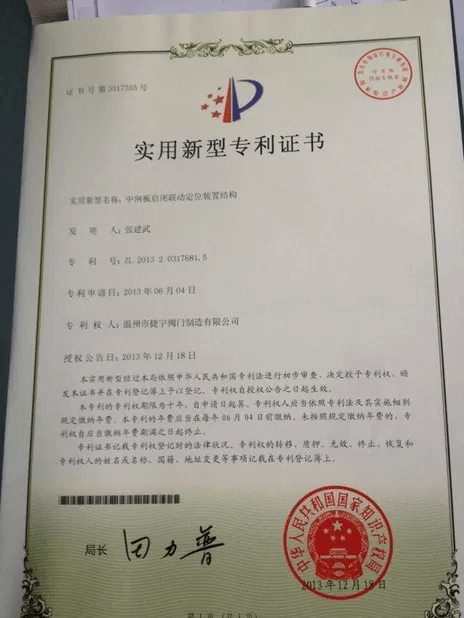 证书号第3317355号
实用新型专利证书
实用新型名称：中闸板启闭联动定位装置结构
发 明 人：张建武
专 利 号：ZL 2013 2 0317681.5
专利申请日：2013年06月04日
专 利 权 人：温州市捷宇阀门制造有限公司
授权公告日：2013年12月18日
本实用新型经过本局依照中华人民共和国专利法进行初步审查，决定授予专利权，颁
发本证书并在专利登记簿上予以登记。专利权自授权公告之日起生效。
本专利的专利权期限为十年，自申请日起算。专利权人应当依照专利法及其实施细则
规定缴纳年费。本专利的年费应当在每年06月04日前缴纳。未按照规定缴纳年费的，专
利权自应当缴纳年费期满之日起终止。
专利证书记载专利权登记时的法律状况。专利权的转移、质押、无效、终止、恢复和
专利权人的姓名或名称、国籍、地址变更等事项记载在专利登记簿上。
局长 田力普
中华人民共和国国家知识产权局
2013年12月18日
第1页（共1页）